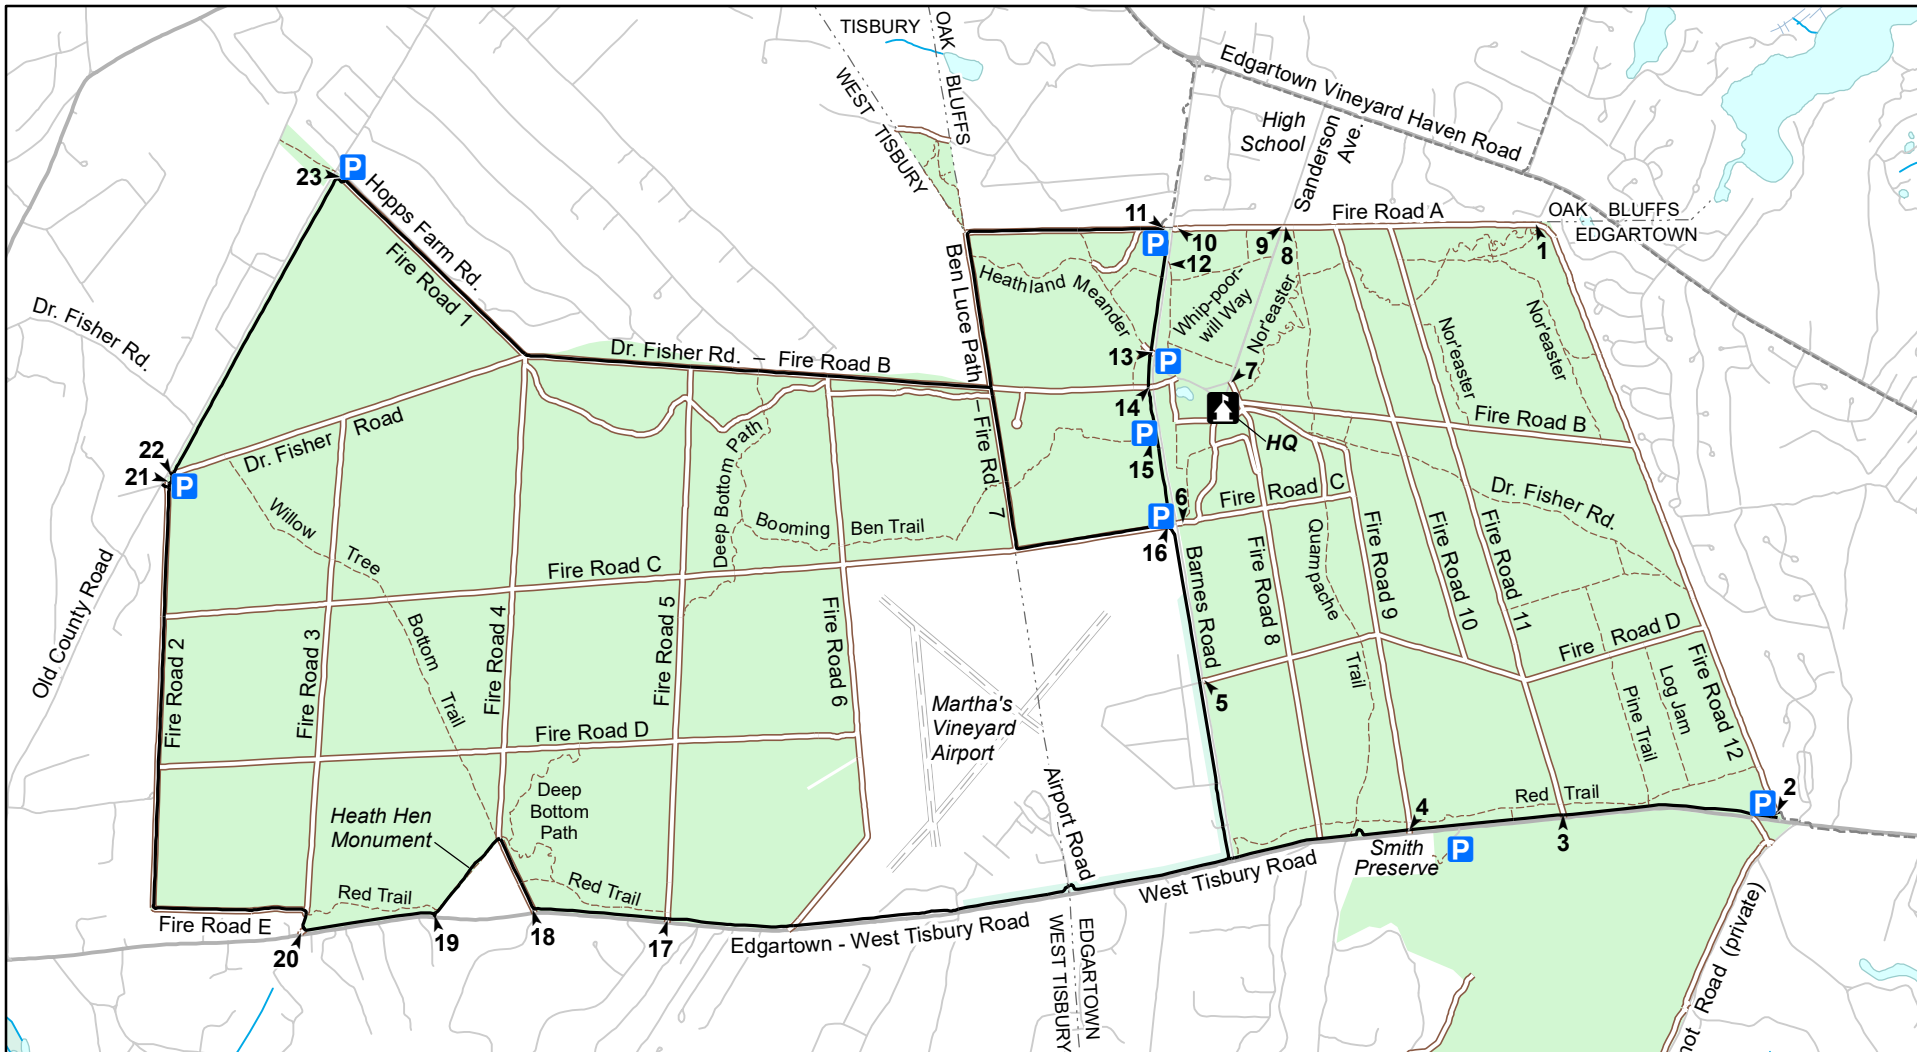 TISBURY
OAK
BLUFFS
WEST TISBURY
Edgartown Vineyard Haven Road
High
School
Sanderson
Ave.
P
23
Hopps Farm Rd.
Fire Road 1
11
P
10
12
9
8
Fire Road A
OAK BLUFFS
EDGARTOWN
1
Dr. Fisher Rd.
Ben Luce Path
Heathland Meander
Whip-poor-
will Way
Nor'easter
Nor'easter
Nor'easter
Dr. Fisher Rd. – Fire Road B
13
P
7
14
P
15
HQ
Fire Road B
22
21
P
Dr. Fisher Road
Deep Bottom Path
– Fire Rd. 7
6
P
16
Fire Road C
Dr. Fisher Rd.
Willow Tree Bottom Trail
Booming Ben Trail
Old County Road
Fire Road C
Barnes Road
Fire Road 8
Quampache Trail
Fire Road 9
Fire Road 10
Fire Road 11
Fire Road 2
Fire Road 3
Fire Road 4
Fire Road 5
Fire Road 6
Fire Road D
Fire Road 12
5
Pine Trail
Log Jam
Martha's
Vineyard
Airport
Fire Road D
Airport Road
Heath Hen
Monument
Deep
Bottom
Path
Red Trail
4
3
P
2
Smith
Preserve
P
Red Trail
Red Trail
West Tisbury Road
Fire Road E
20
19
18
17
Edgartown - West Tisbury Road
EDGARTOWN
WEST TISBURY
not Road (private)